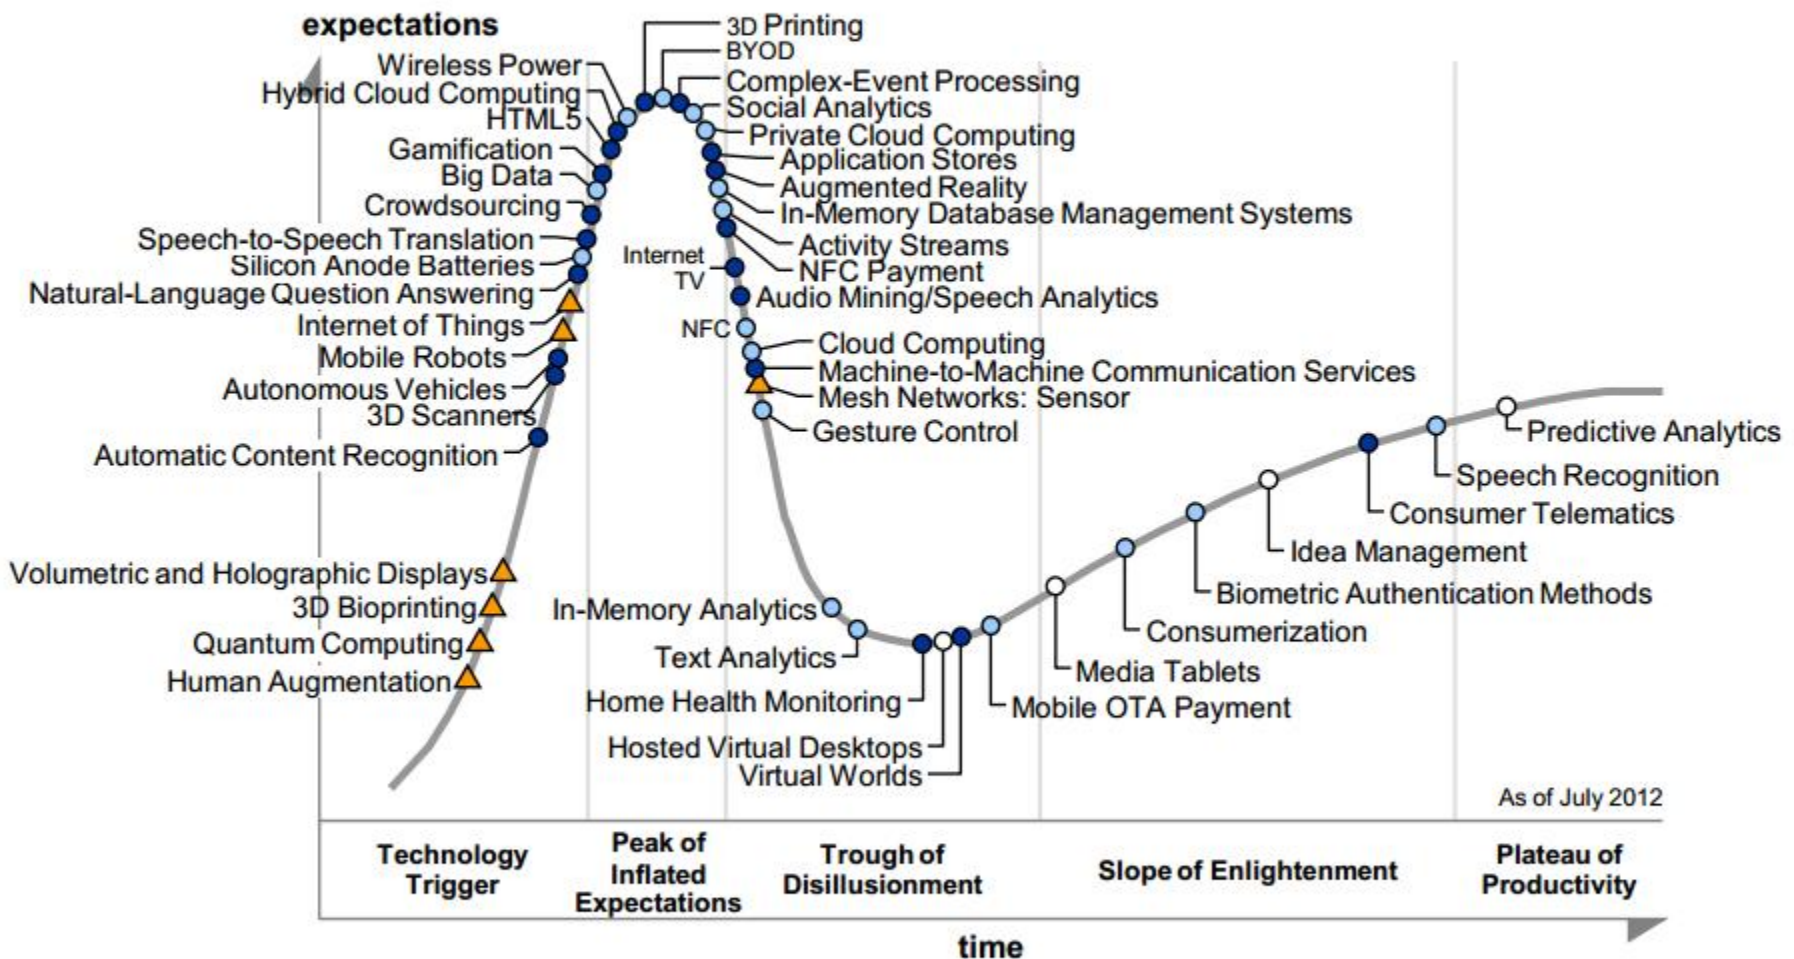 expectations
3D Printing
BYOD
Wireless Power
Complex-Event Processing
Hybrid Cloud Computing
Social Analytics
HTML5
Private Cloud Computing
Gamification
Application Stores
Big Data
Augmented Reality
Crowdsourcing
In-Memory Database Management Systems
Speech-to-Speech Translation
Activity Streams
Silicon Anode Batteries
Internet
TV
NFC Payment
Natural-Language Question Answering
Audio Mining/Speech Analytics
Internet of Things
NFC
Cloud Computing
Mobile Robots
Machine-to-Machine Communication Services
Autonomous Vehicles
Mesh Networks: Sensor
3D Scanners
Gesture Control
Automatic Content Recognition
Predictive Analytics
Speech Recognition
Consumer Telematics
Idea Management
Volumetric and Holographic Displays
Biometric Authentication Methods
3D Bioprinting
In-Memory Analytics
Consumerization
Quantum Computing
Text Analytics
Media Tablets
Human Augmentation
Home Health Monitoring
Mobile OTA Payment
Hosted Virtual Desktops
Virtual Worlds
As of July 2012
Technology
Trigger
Peak of
Inflated
Expectations
Trough of
Disillusionment
Slope of Enlightenment
Plateau of
Productivity
time